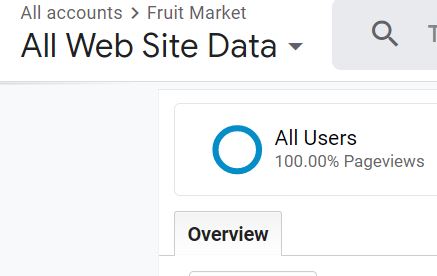 All accounts > Fruit Market
All Web Site Data
All Users
100.00% Pageviews
Overview